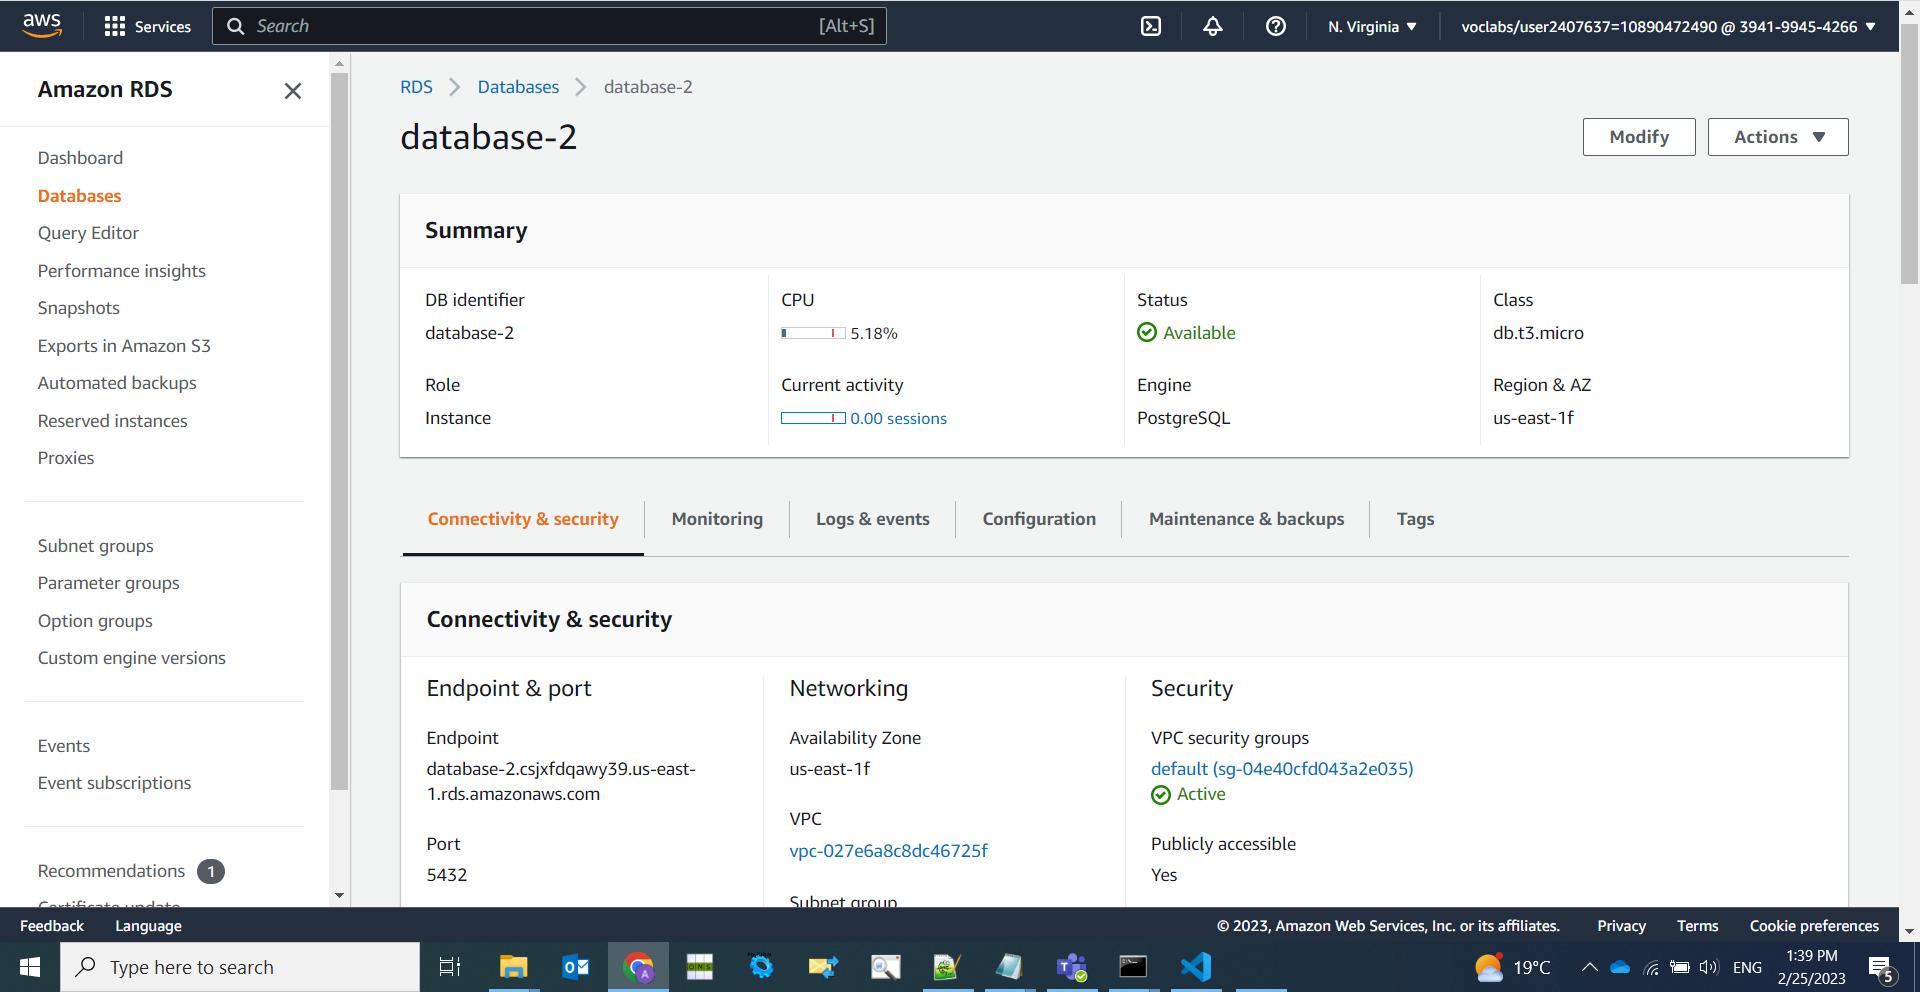 aws
Services
Search
[Alt+S]
N. Virginia
voclabs/user2407637=10890472490 @ 3941-9945-4266
Amazon RDS
Dashboard
Databases
Query Editor
Performance insights
Snapshots
Exports in Amazon S3
Automated backups
Reserved instances
Proxies
Subnet groups
Parameter groups
Option groups
Custom engine versions
Events
Event subscriptions
Recommendations 1
Certificate update
RDS
Databases
database-2
database-2
Modify
Actions
Summary
DB identifier
database-2
CPU
5.18%
Status
Available
Class
db.t3.micro
Role
Instance
Current activity
0.00 sessions
Engine
PostgreSQL
Region & AZ
us-east-1f
Connectivity & security
Monitoring
Logs & events
Configuration
Maintenance & backups
Tags
Connectivity & security
Endpoint & port
Endpoint
database-2.csjxfdqawy39.us-east-
1.rds.amazonaws.com
Port
5432
Networking
Availability Zone
us-east-1f
VPC
vpc-027e6a8c8dc46725f
Subnet group
Security
VPC security groups
default (sg-04e40cfd043a2e035)
Active
Publicly accessible
Yes
Feedback
Language
© 2023, Amazon Web Services, Inc. or its affiliates.
Privacy
Terms
Cookie preferences
Type here to search
19°C
ENG
1:39 PM
2/25/2023
5